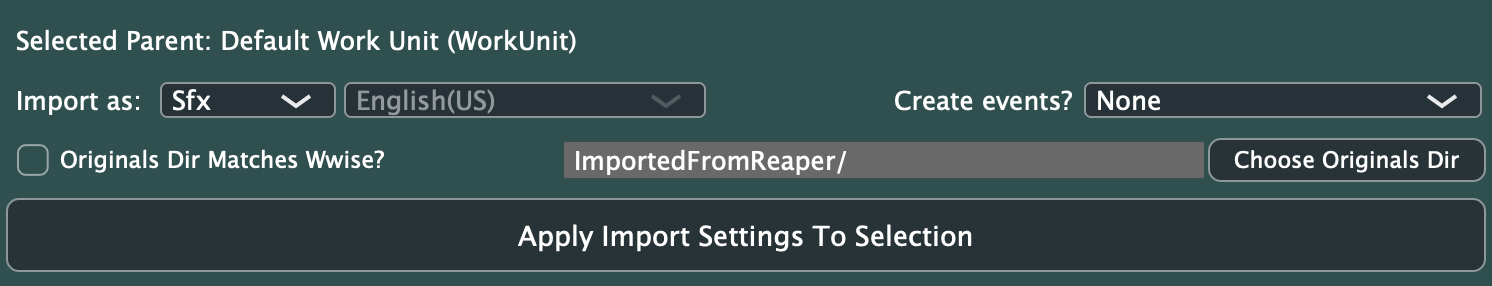 Selected Parent: Default Work Unit (WorkUnit)
Import as: Sfx English(US) Create events? None
Originals Dir Matches Wwise? ImportedFromReaper/ Choose Originals Dir
Apply Import Settings To Selection